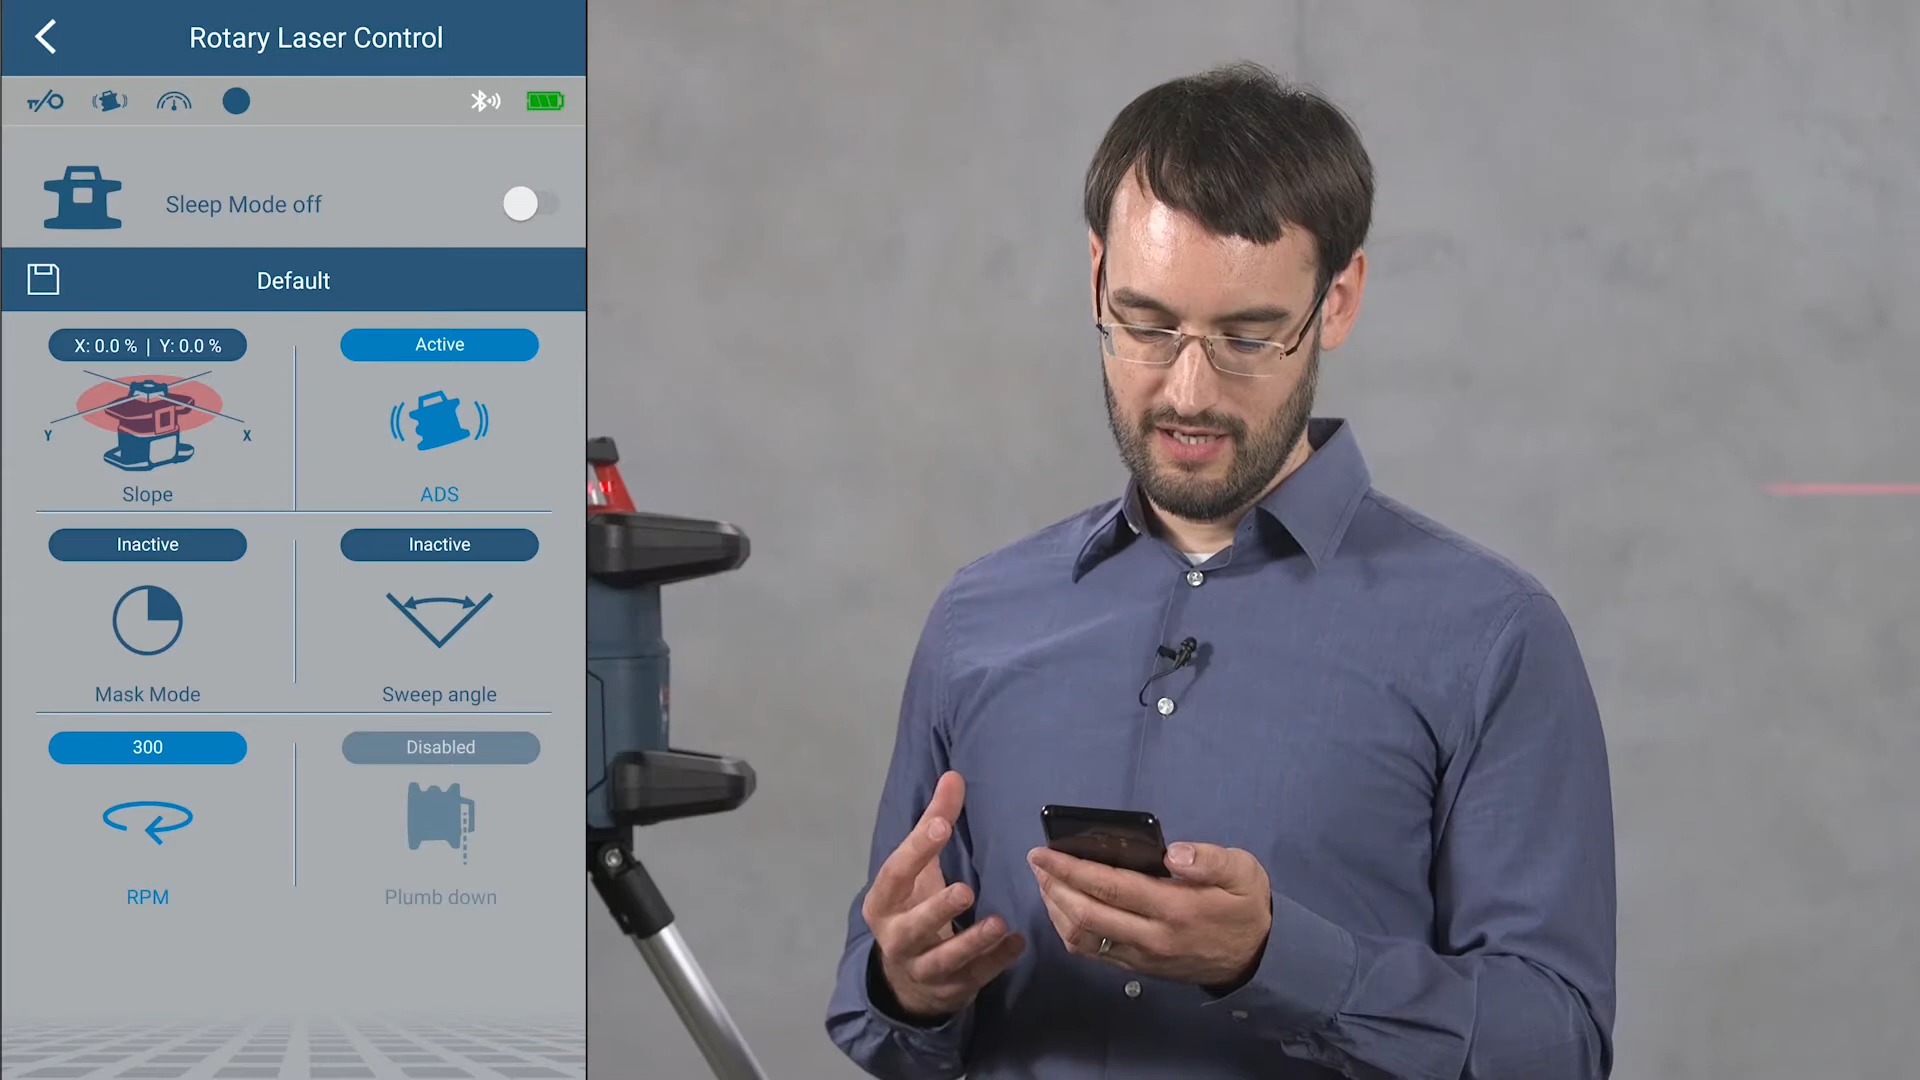 Rotary Laser Control
Sleep Mode off
Default
X: 0.0 % | Y: 0.0 %
Active
Y
X
Slope
ADS
Inactive
Inactive
Mask Mode
Sweep angle
300
Disabled
RPM
Plumb down